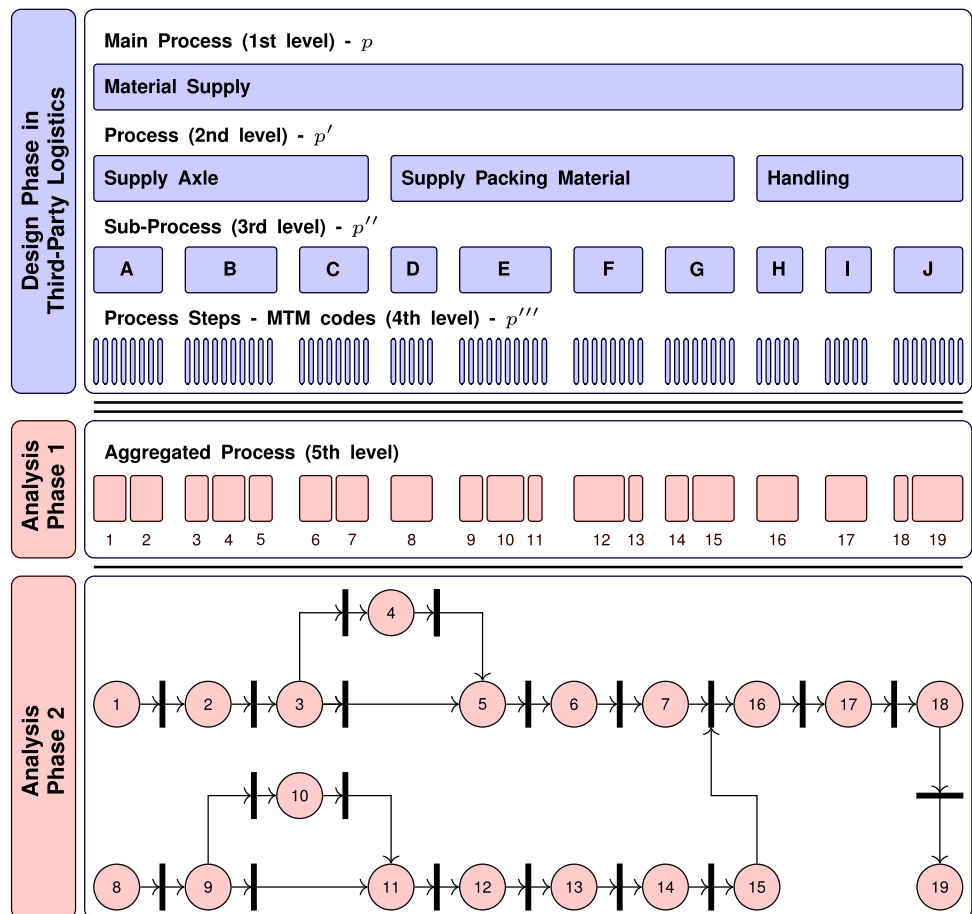 Design Phase in
Third-Party Logistics
Main Process (1st level) - p
Material Supply
Process (2nd level) - p′
Supply Axle
Supply Packing Material
Handling
Sub-Process (3rd level) - p′′
A B C D E F G H I J
Process Steps - MTM codes (4th level) - p′′′
Analysis
Phase 1
Aggregated Process (5th level)
1 2 3 4 5 6 7 8 9 10 11 12 13 14 15 16 17 18 19
Analysis
Phase 2
4
1 2 3 5 6 7 16 17 18
10
8 9 11 12 13 14 15 19